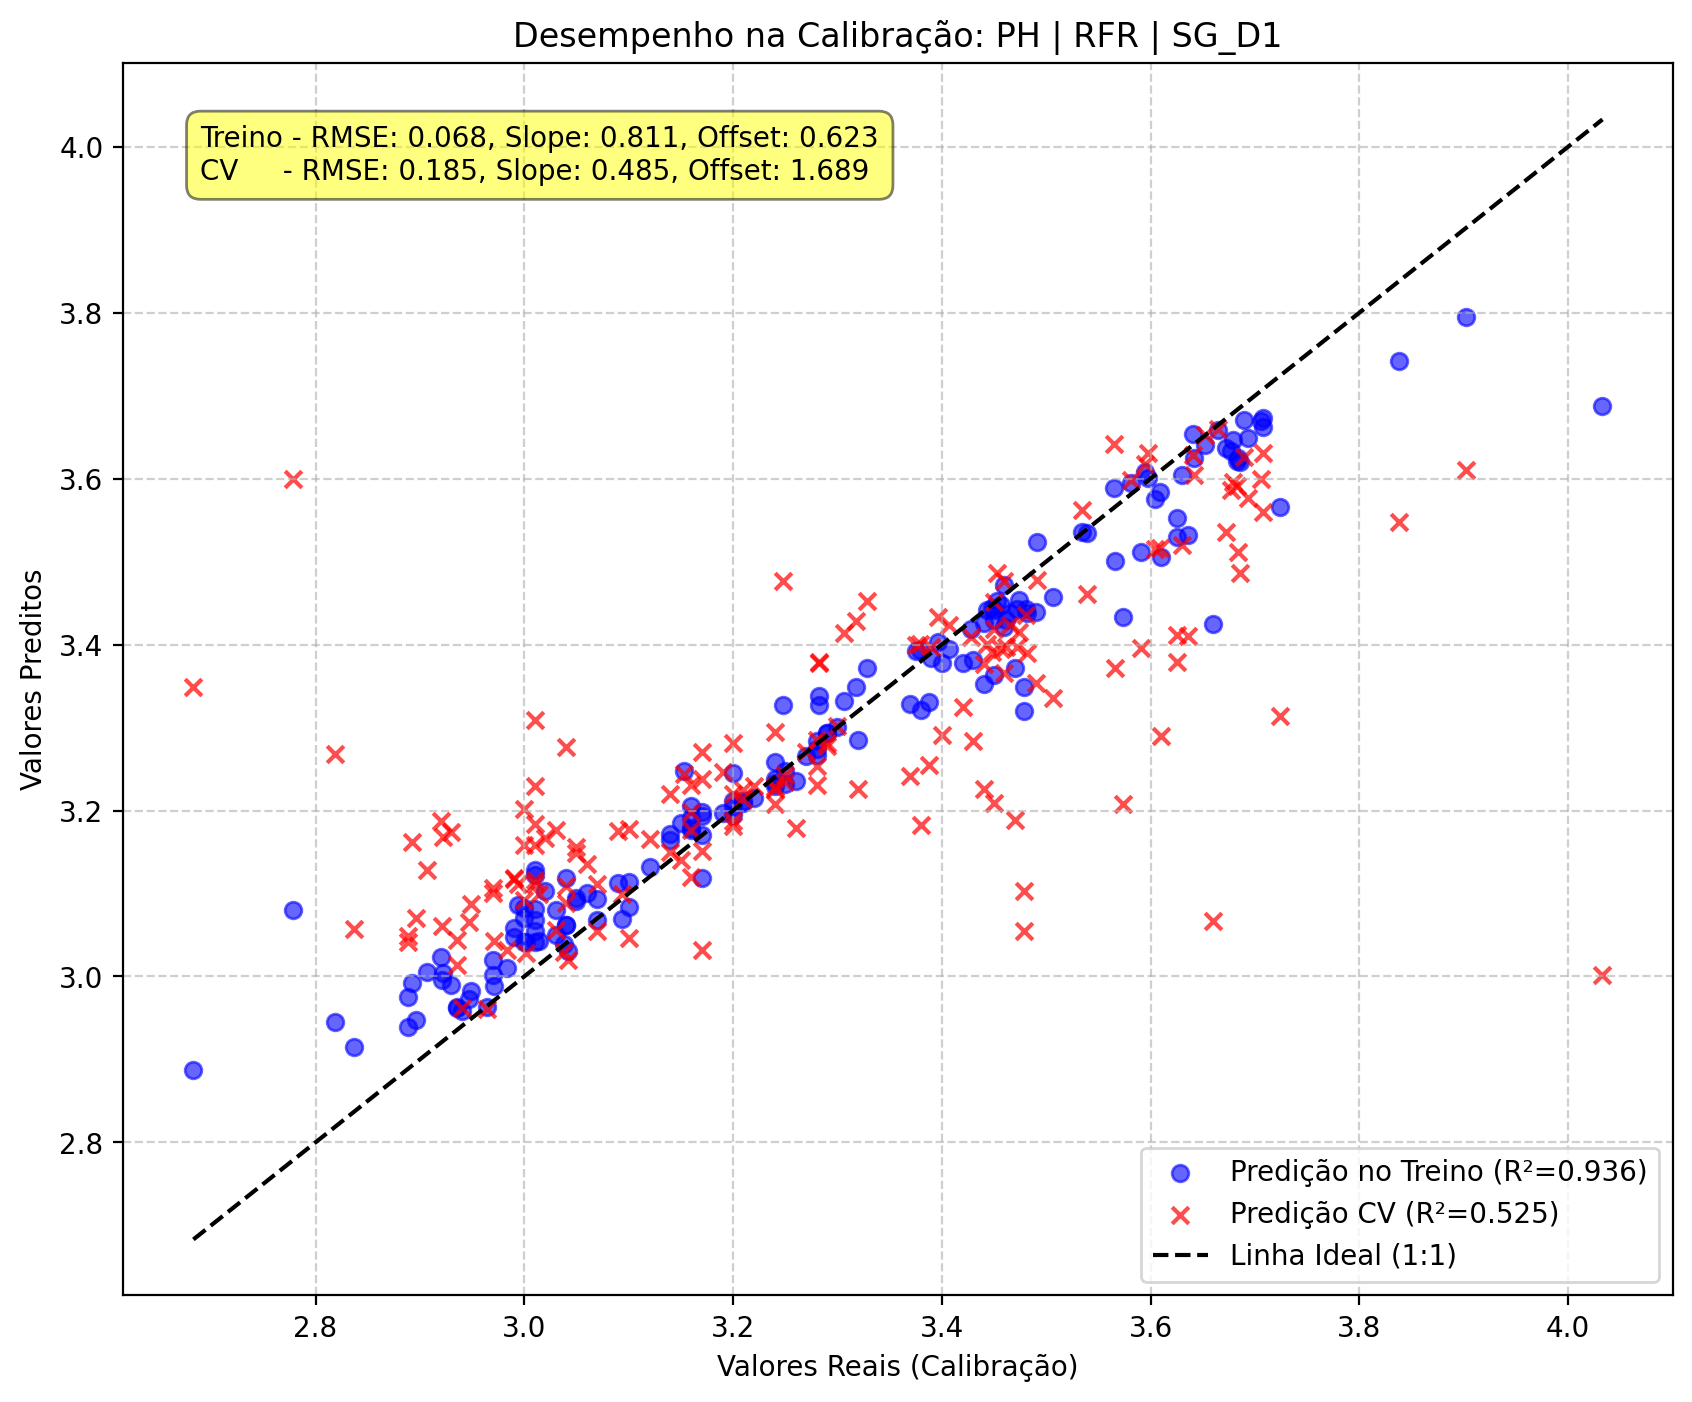 Desempenho na Calibração: PH | RFR | SG_D1
Treino - RMSE: 0.068, Slope: 0.811, Offset: 0.623
CV - RMSE: 0.185, Slope: 0.485, Offset: 1.689
Valores Preditos
4.0
3.8
3.6
3.4
3.2
3.0
2.8
Predição no Treino (R²=0.936)
Predição CV (R²=0.525)
Linha Ideal (1:1)
2.8 3.0 3.2 3.4 3.6 3.8 4.0
Valores Reais (Calibração)